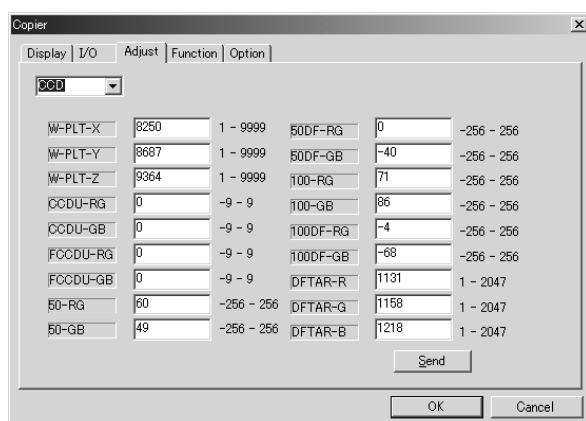 Copier
Display I/O Adjust Function Option
CCD
W-PLT-X 8250 1 - 9999 50DF-RG 0 -256 - 256
W-PLT-Y 8687 1 - 9999 50DF-GB -40 -256 - 256
W-PLT-Z 9364 1 - 9999 100-RG 71 -256 - 256
CCDU-RG 0 -9 - 9 100-GB 86 -256 - 256
CCDU-GB 0 -9 - 9 100DF-RG -4 -256 - 256
FCCDU-RG 0 -9 - 9 100DF-GB -68 -256 - 256
FCCDU-GB 0 -9 - 9 DFTAR-R 1131 1 - 2047
50-RG 60 -256 - 256 DFTAR-G 1158 1 - 2047
50-GB 49 -256 - 256 DFTAR-B 1218 1 - 2047
Send
OK Cancel